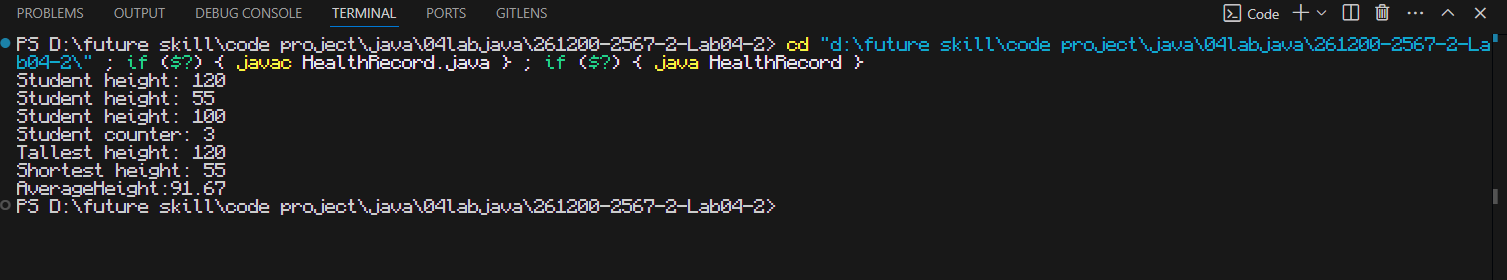 PROBLEMS OUTPUT DEBUG CONSOLE TERMINAL PORTS GITLENS Code
PS D:\future skill\code project\java\04labjava\261200-2567-2-Lab04-2> cd "d:\future skill\code project\java\04labjava\261200-2567-2-La
b04-2\" ; if ($?) { javac HealthRecord.java } ; if ($?) { java HealthRecord }
Student height: 120
Student height: 55
Student height: 100
Student counter: 3
Tallest height: 120
Shortest height: 55
AverageHeight:91.67
PS D:\future skill\code project\java\04labjava\261200-2567-2-Lab04-2>